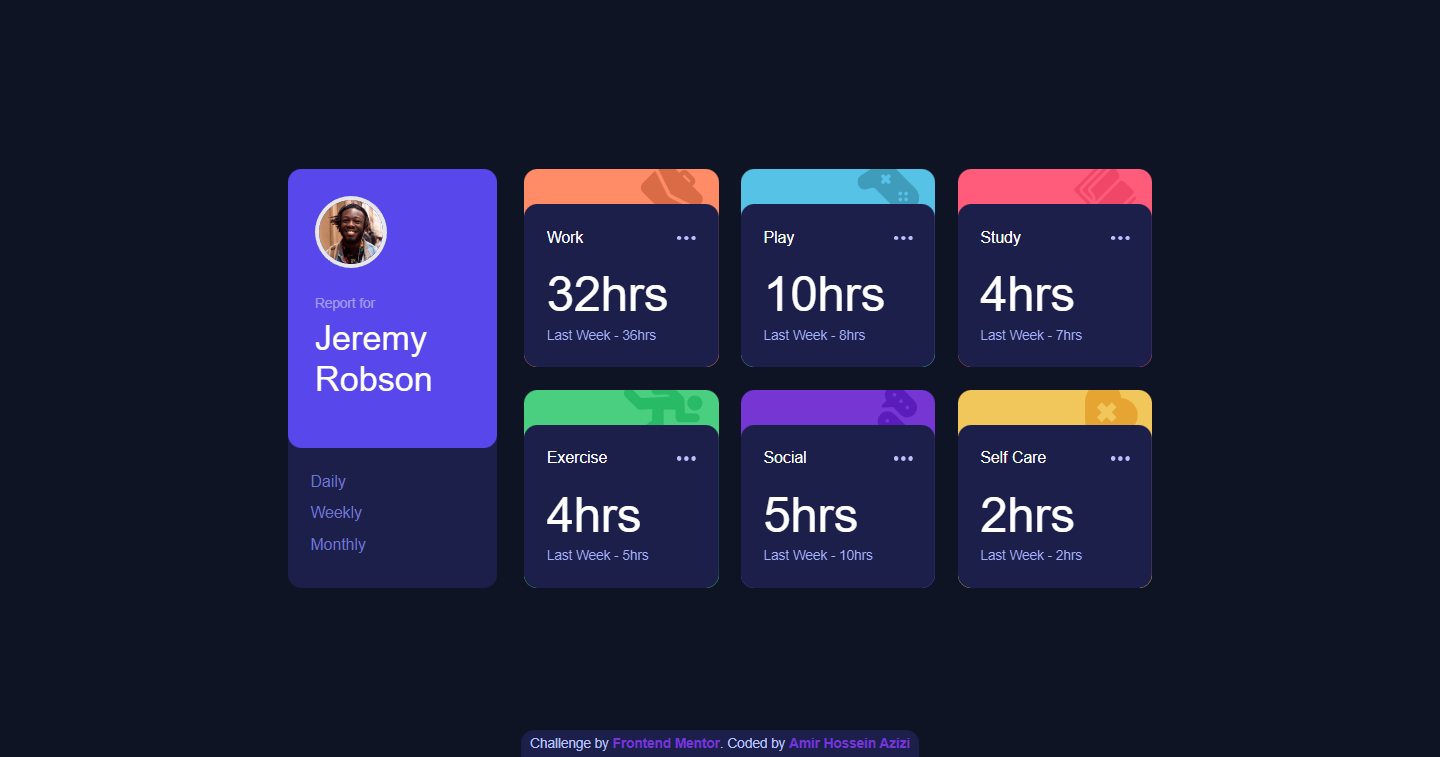 Report for
Jeremy
Robson
Daily
Weekly
Monthly
Work
32hrs
Last Week - 36hrs
Play
10hrs
Last Week - 8hrs
Study
4hrs
Last Week - 7hrs
Exercise
4hrs
Last Week - 5hrs
Social
5hrs
Last Week - 10hrs
Self Care
2hrs
Last Week - 2hrs
Challenge by Frontend Mentor. Coded by Amir Hossein Azizi